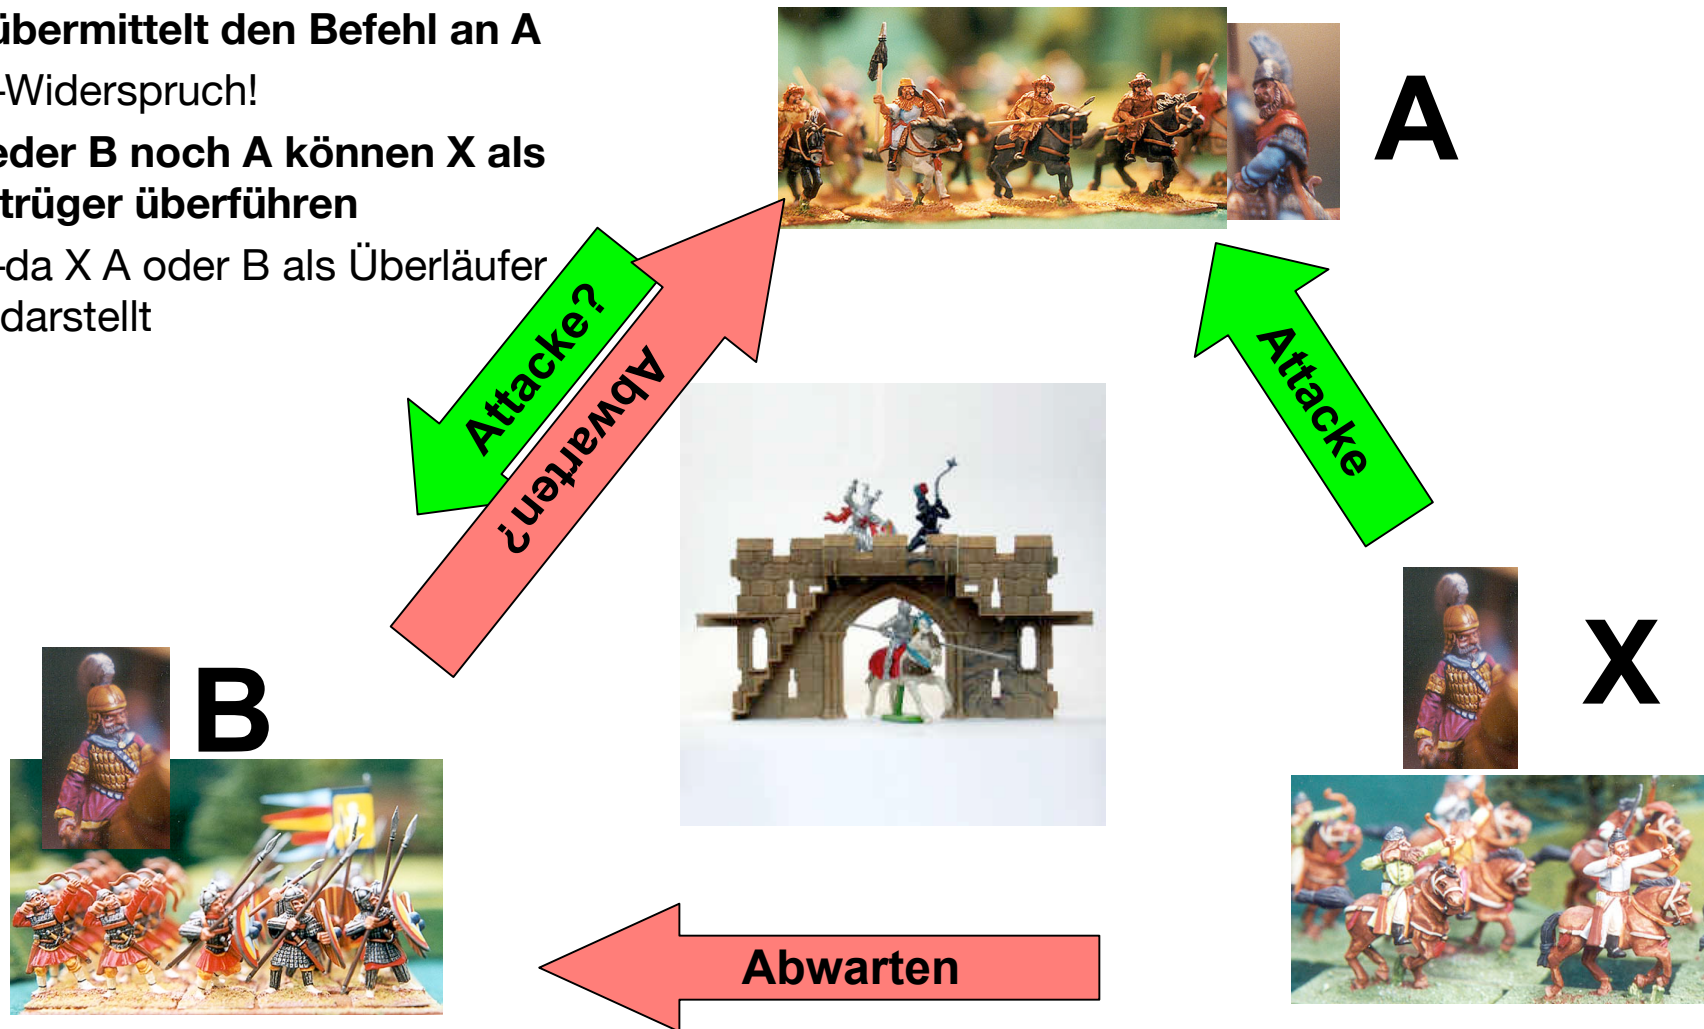 übermittelt den Befehl an A
–Widerspruch!
eder B noch A können X als
trüger überführen
–da X A oder B als Überläufer
darstellt
A
Attacke?
Abwarten?
Attacke
B
X
Abwarten